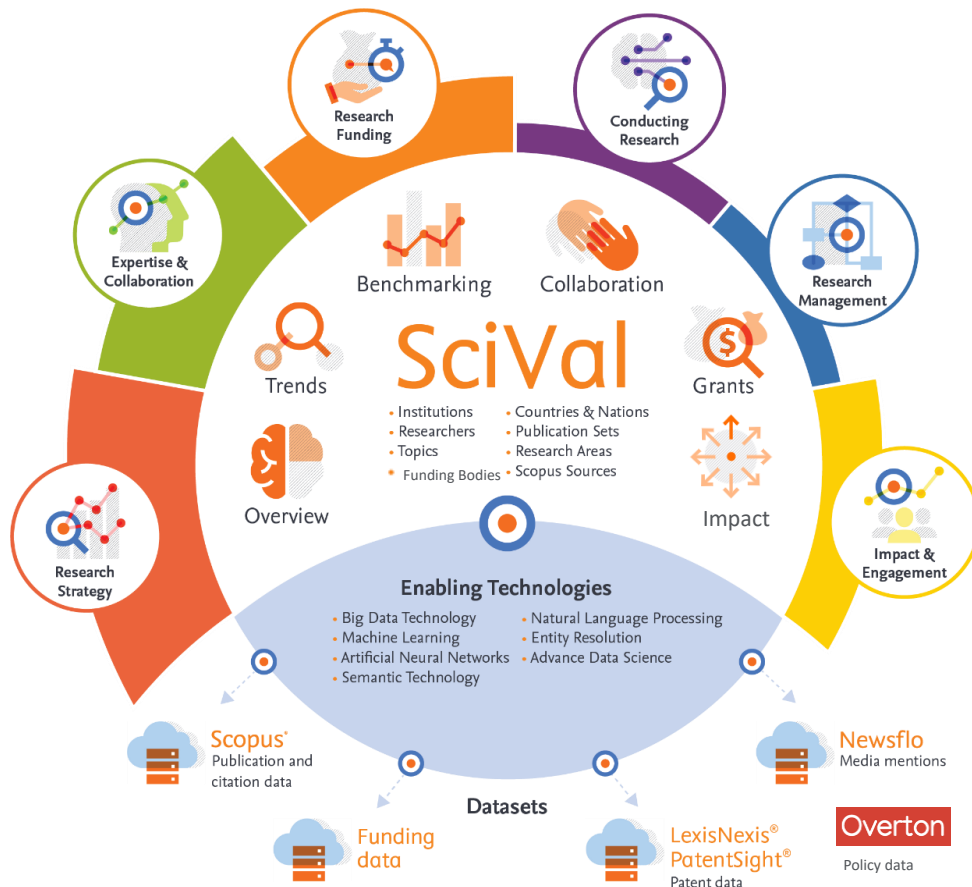 Research
Funding
Conducting
Research
Expertise &
Collaboration
Research
Management
Benchmarking
Collaboration
SciVal
Trends
Grants
• Institutions
• Researchers
• Topics
• Funding Bodies
• Countries & Nations
• Publication Sets
• Research Areas
• Scopus Sources
$
Overview
Impact
Research
Strategy
Impact &
Engagement
Enabling Technologies
• Big Data Technology
• Machine Learning
• Artificial Neural Networks
• Semantic Technology
• Natural Language Processing
• Entity Resolution
• Advance Data Science
Scopus®
Publication and
citation data
Newsflo
Media mentions
Datasets
Funding
data
LexisNexis®
PatentSight®
Patent data
Overton
Policy data